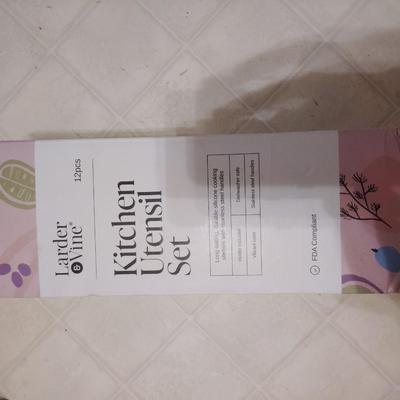 Larder
& Vine®
12pcs
Kitchen
Utensil
Set
Long lasting, durable silicone cooking
utensils with stainless steel handles
Holder included
Dishwasher safe
Vibrant colors
Stainless steel handles
FDA Compliant